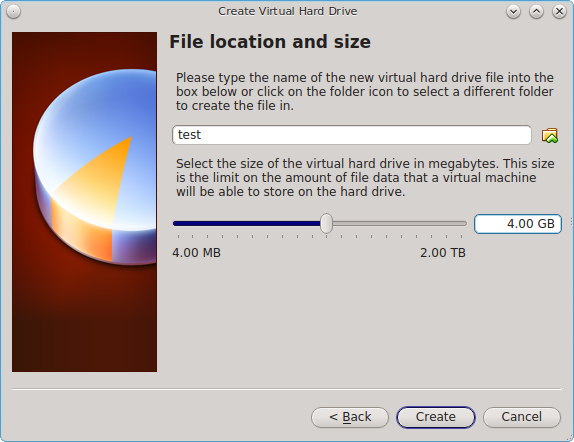 Create Virtual Hard Drive
File location and size
Please type the name of the new virtual hard drive file into the
box below or click on the folder icon to select a different folder
to create the file in.
test
Select the size of the virtual hard drive in megabytes. This size
is the limit on the amount of file data that a virtual machine
will be able to store on the hard drive.
4.00 GB
4.00 MB 2.00 TB
< Back Create Cancel